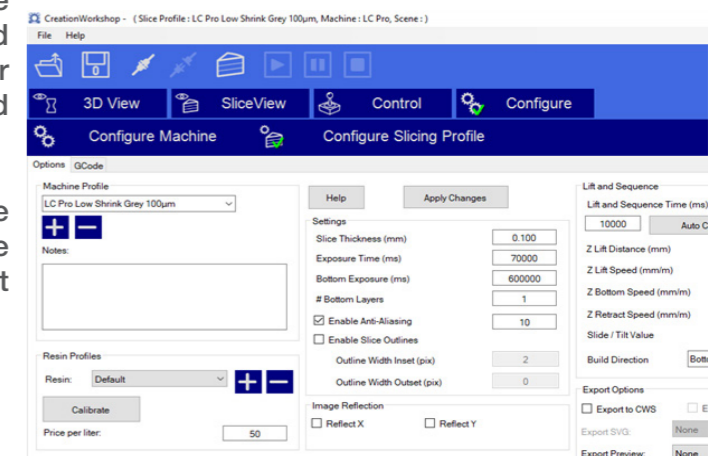 CreationWorkshop - ( Slice Profile : LC Pro Low Shrink Grey 100µm, Machine : LC Pro, Scene : )
File Help
3D View SliceView Control Configure
Configure Machine Configure Slicing Profile
Options GCode
Machine Profile
LC Pro Low Shrink Grey 100µm
Notes:
Resin Profiles
Resin: Default
Calibrate
Price per liter: 50
Help Apply Changes
Settings
Slice Thickness (mm) 0.100
Exposure Time (ms) 70000
Bottom Exposure (ms) 600000
# Bottom Layers 1
Enable Anti-Aliasing 10
Enable Slice Outlines
Outline Width Inset (pix) 2
Outline Width Outset (pix) 0
Image Reflection
Reflect X Reflect Y
Lift and Sequence
Lift and Sequence Time (ms)
10000 Auto C
Z Lift Distance (mm)
Z Lift Speed (mm/m)
Z Bottom Speed (mm/m)
Z Retract Speed (mm/m)
Slide / Tilt Value
Build Direction
Export Options
Export to CWS E
Export SVG: None
Export Preview: None